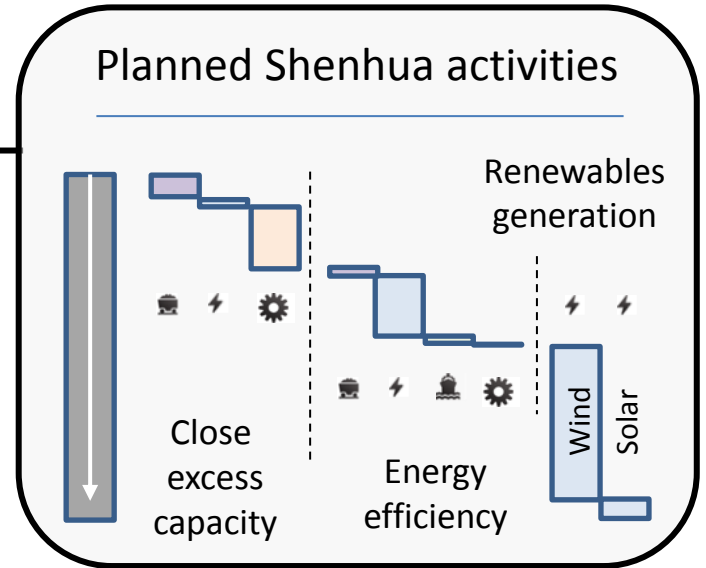 Planned Shenhua activities
Renewables
generation
Close
excess
capacity
Energy
efficiency
Wind
Solar